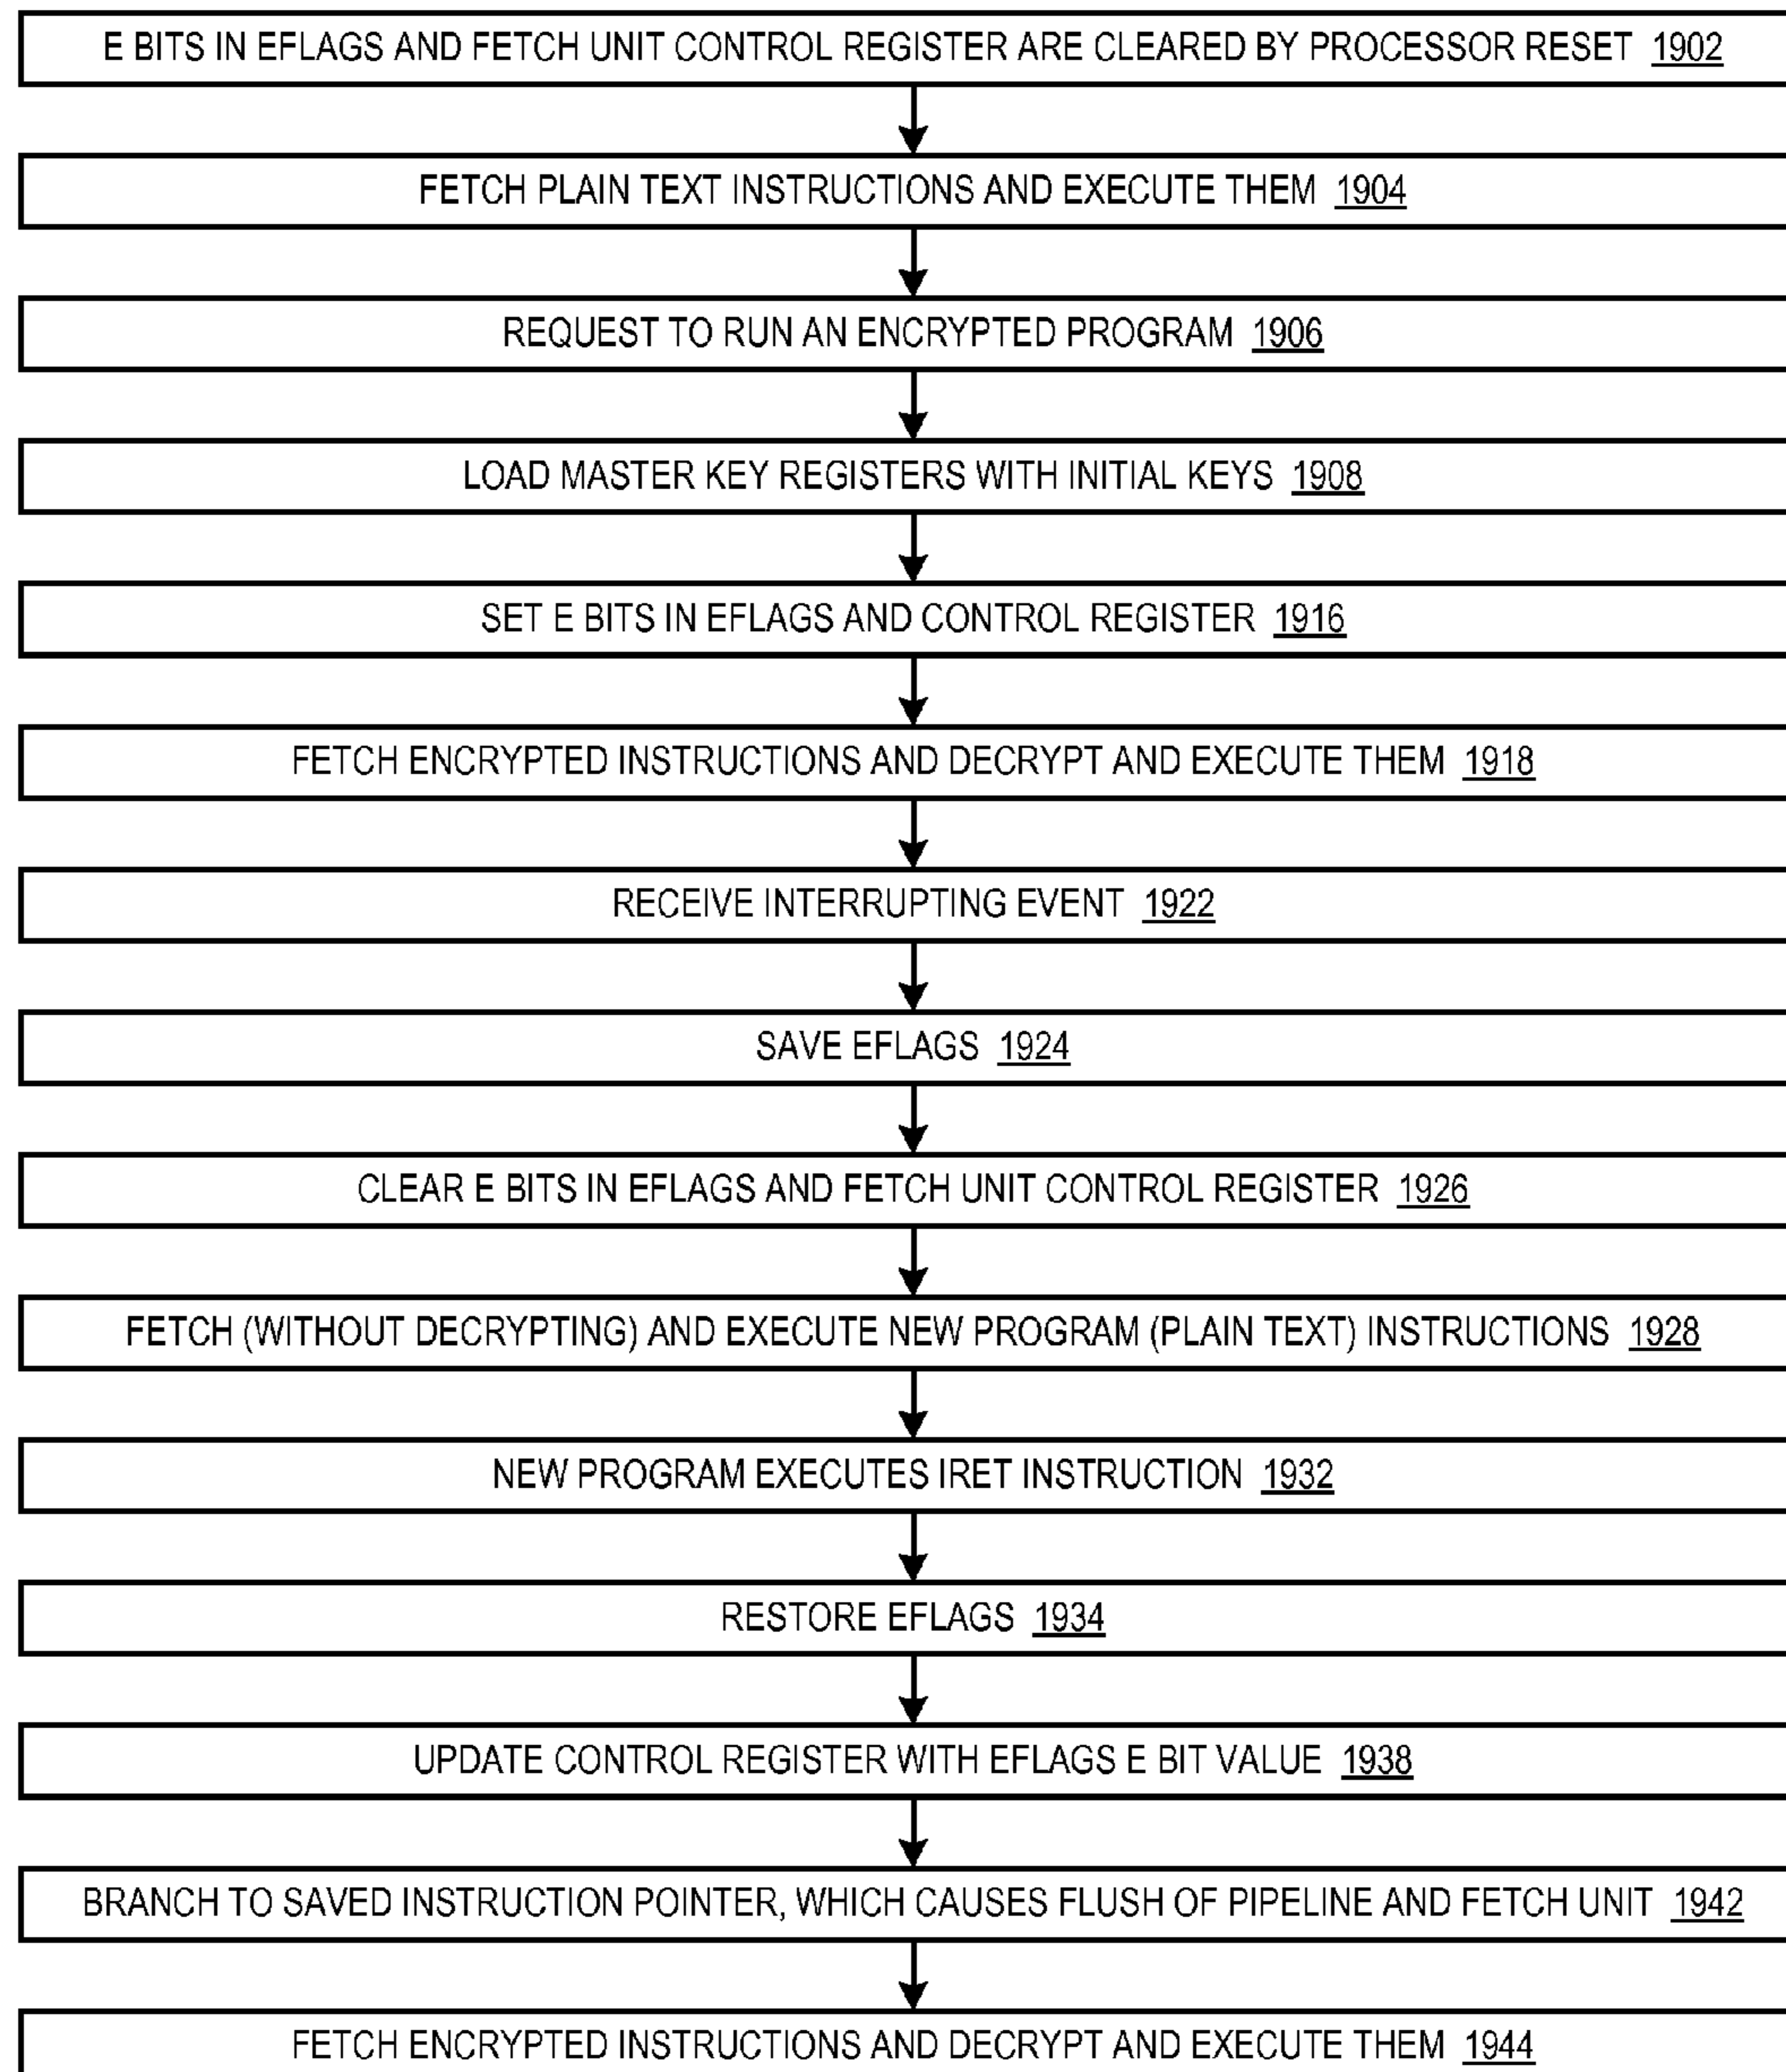 E BITS IN EFLAGS AND FETCH UNIT CONTROL REGISTER ARE CLEARED BY PROCESSOR RESET 1902
FETCH PLAIN TEXT INSTRUCTIONS AND EXECUTE THEM 1904
REQUEST TO RUN AN ENCRYPTED PROGRAM 1906
LOAD MASTER KEY REGISTERS WITH INITIAL KEYS 1908
SET E BITS IN EFLAGS AND CONTROL REGISTER 1916
FETCH ENCRYPTED INSTRUCTIONS AND DECRYPT AND EXECUTE THEM 1918
RECEIVE INTERRUPTING EVENT 1922
SAVE EFLAGS 1924
CLEAR E BITS IN EFLAGS AND FETCH UNIT CONTROL REGISTER 1926
FETCH (WITHOUT DECRYPTING) AND EXECUTE NEW PROGRAM (PLAIN TEXT) INSTRUCTIONS 1928
NEW PROGRAM EXECUTES IRET INSTRUCTION 1932
RESTORE EFLAGS 1934
UPDATE CONTROL REGISTER WITH EFLAGS E BIT VALUE 1938
BRANCH TO SAVED INSTRUCTION POINTER, WHICH CAUSES FLUSH OF PIPELINE AND FETCH UNIT 1942
FETCH ENCRYPTED INSTRUCTIONS AND DECRYPT AND EXECUTE THEM 1944